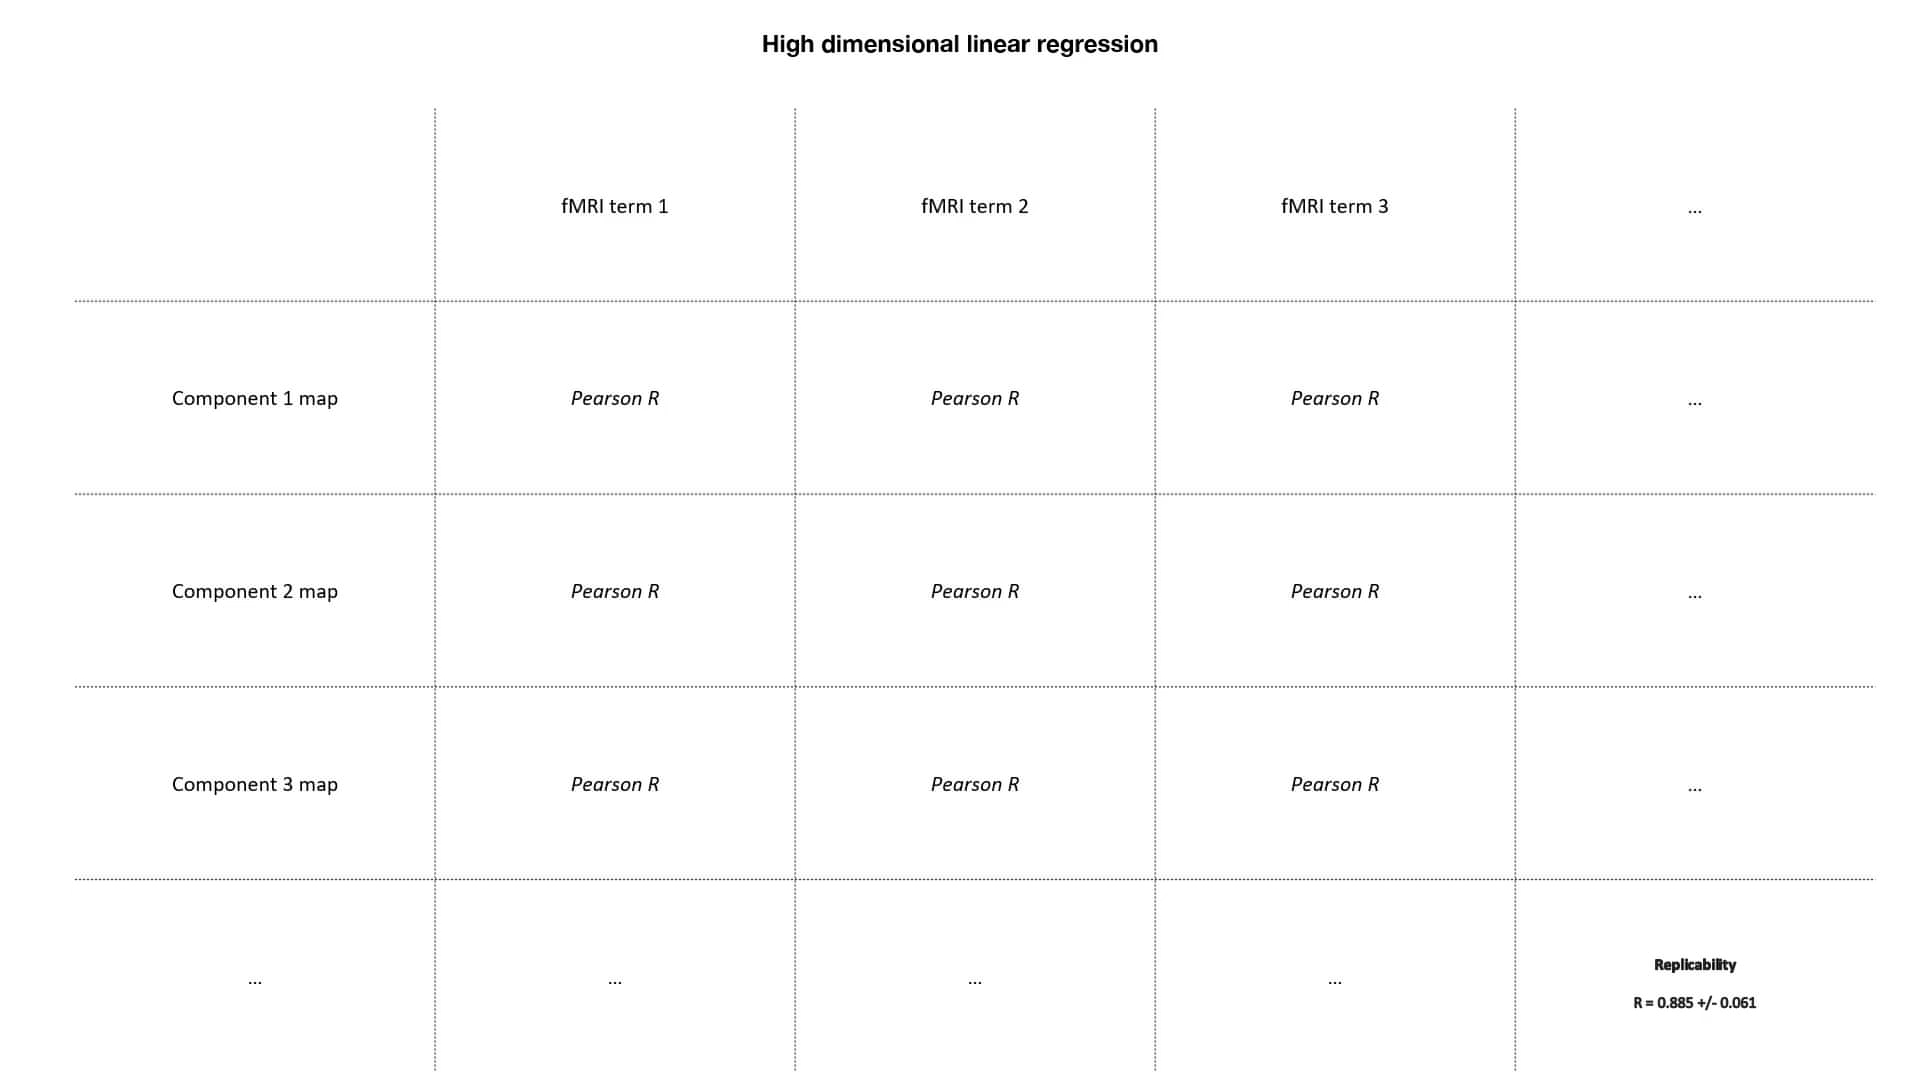 High dimensional linear regression
fMRI term 1 fMRI term 2 fMRI term 3 ...
Component 1 map Pearson R Pearson R Pearson R ...
Component 2 map Pearson R Pearson R Pearson R ...
Component 3 map Pearson R Pearson R Pearson R ...
... ... ... ...
Replicability
R = 0.885 +/- 0.061